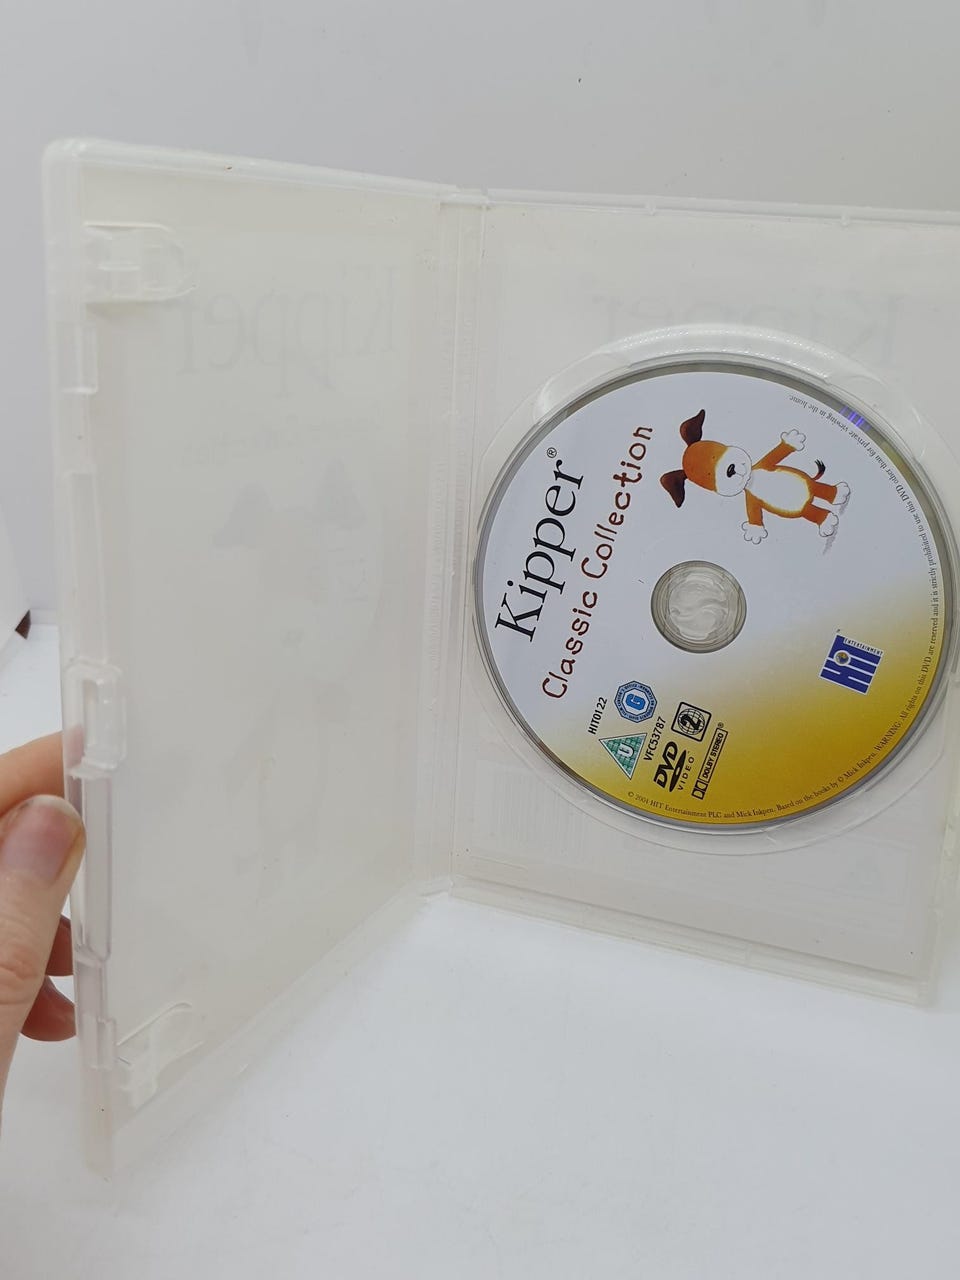 Kipper®
Classic Collection
HIT0122
VFC53787
U
G
2
DVD
VIDEO
DOLBY STEREO
HiT
ENTERTAINMENT
© 2004 HIT Entertainment PLC and Mick Inkpen. Based on the books by © Mick Inkpen. WARNING: All rights on this DVD are reserved and it is strictly prohibited to use this DVD other than for private viewing in the home.
Kipper